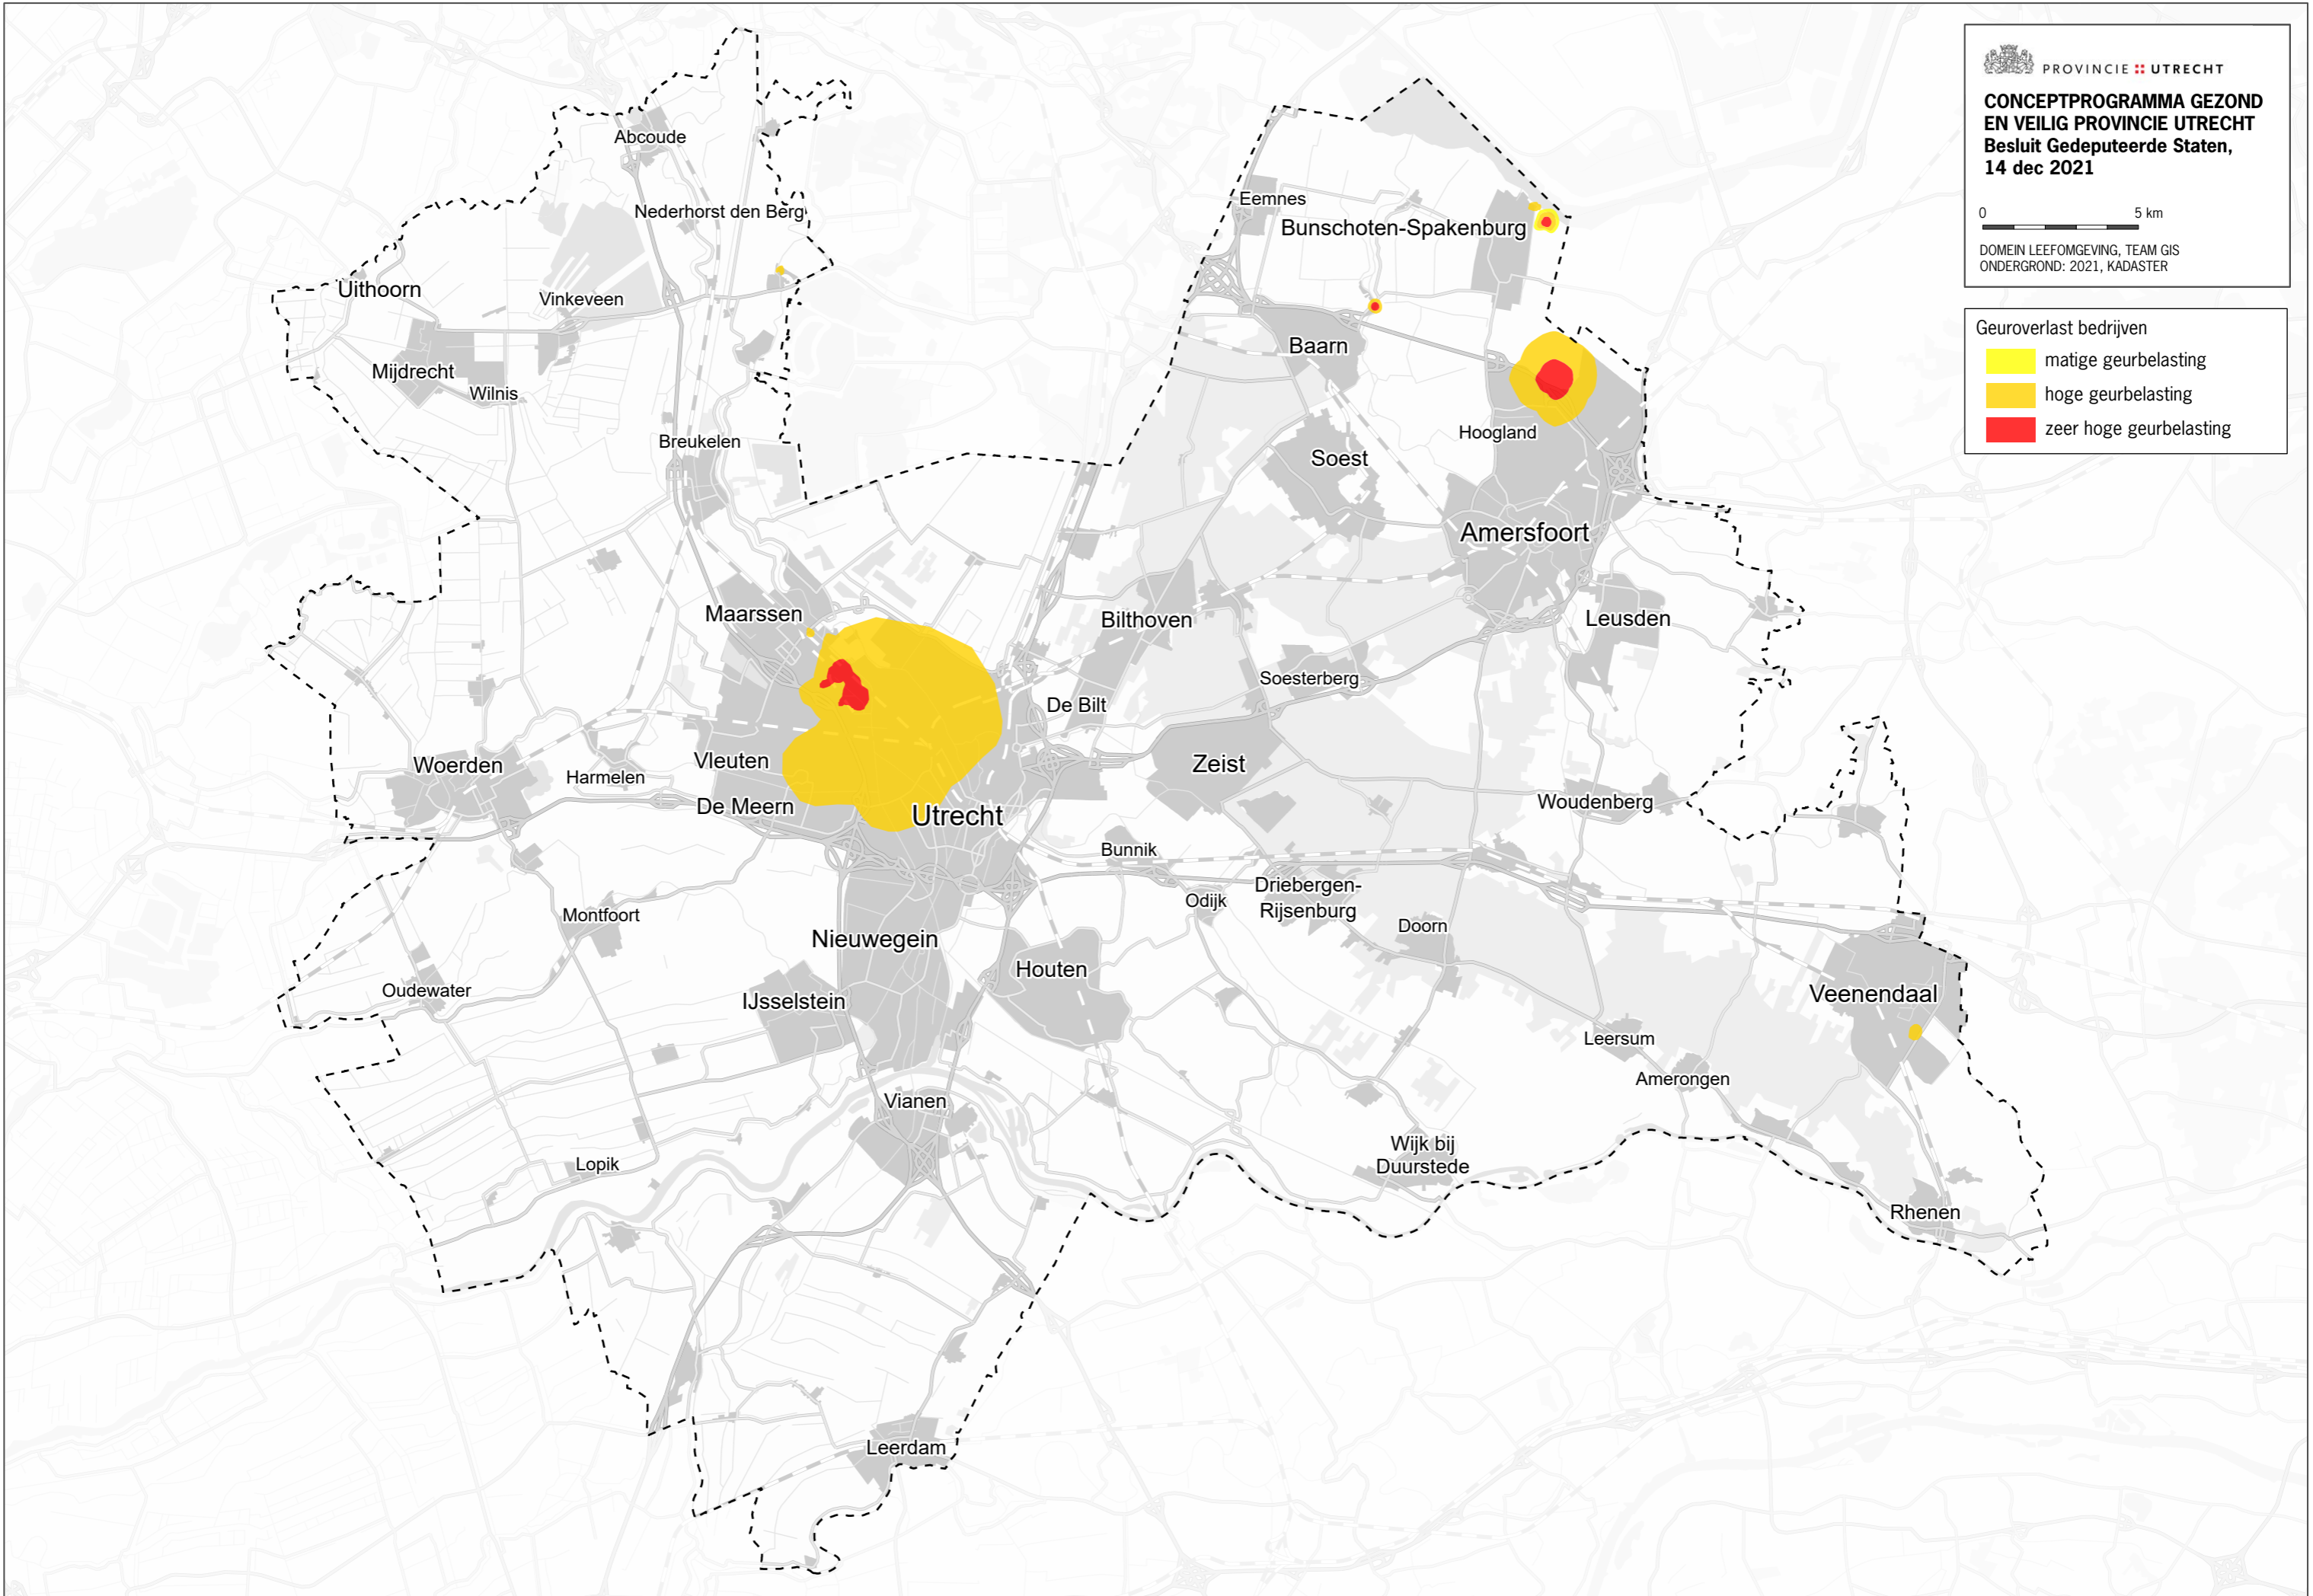 PROVINCIE UTRECHT
CONCEPTPROGRAMMA GEZOND
EN VEILIG PROVINCIE UTRECHT
Besluit Gedeputeerde Staten,
14 dec 2021
0 5 km
DOMEIN LEEFOMGEVING, TEAM GIS
ONDERGROND: 2021, KADASTER
Geuroverlast bedrijven
matige geurbelasting
hoge geurbelasting
zeer hoge geurbelasting
Abcoude
Nederhorst den Berg
Eemnes
Bunschoten-Spakenburg
Uithoorn
Vinkeveen
Baarn
Mijdrecht
Wilnis
Hoogland
Breukelen
Soest
Amersfoort
Maarssen
Bilthoven
Leusden
Soesterberg
De Bilt
Vleuten
Woerden
Zeist
Harmelen
De Meern
Woudenberg
Utrecht
Bunnik
Driebergen-
Rijsenburg
Odijk
Montfoort
Doorn
Nieuwegein
Houten
Oudewater
IJsselstein
Veenendaal
Leersum
Amerongen
Vianen
Wijk bij
Duurstede
Lopik
Rhenen
Leerdam